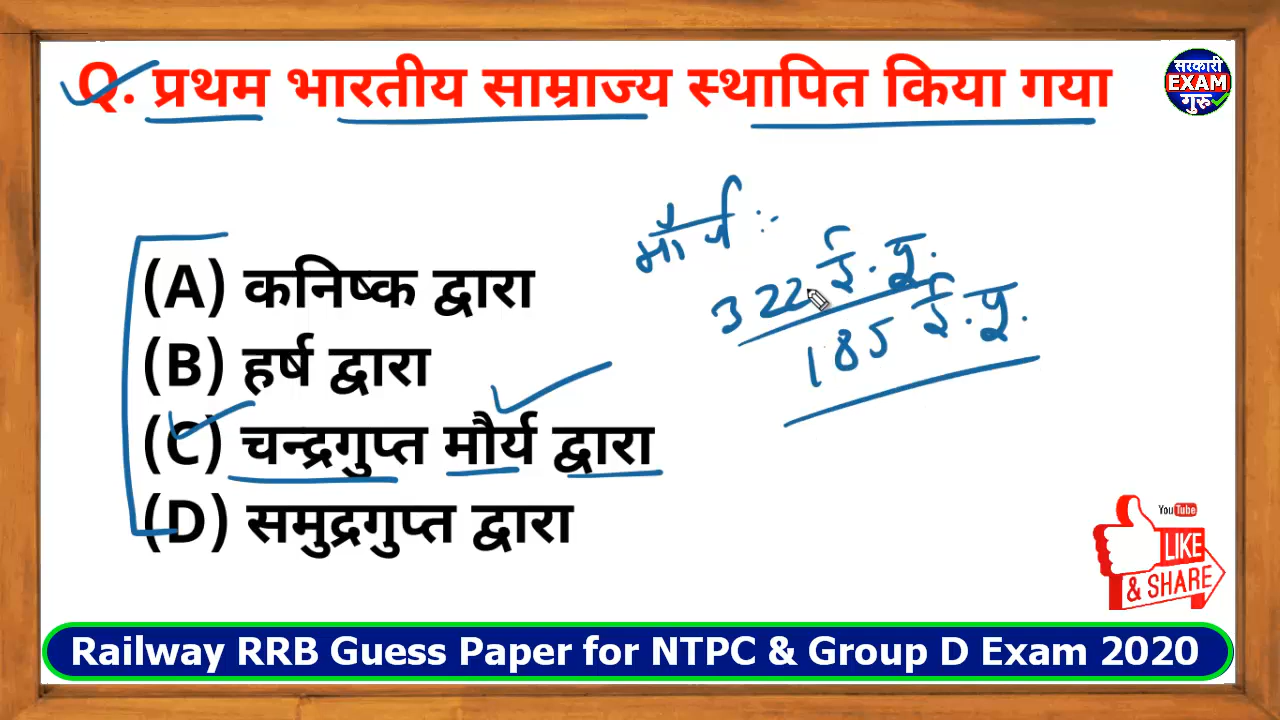 Q. प्रथम भारतीय साम्राज्य स्थापित किया गया
सरकारी
EXAM
गुरु
मौर्य :-
322 ई. पू.
185 ई. पू.
(A) कनिष्क द्वारा
(B) हर्ष द्वारा
(C) चन्द्रगुप्त मौर्य द्वारा
(D) समुद्रगुप्त द्वारा
YouTube
LIKE
& SHARE
Railway RRB Guess Paper for NTPC & Group D Exam 2020